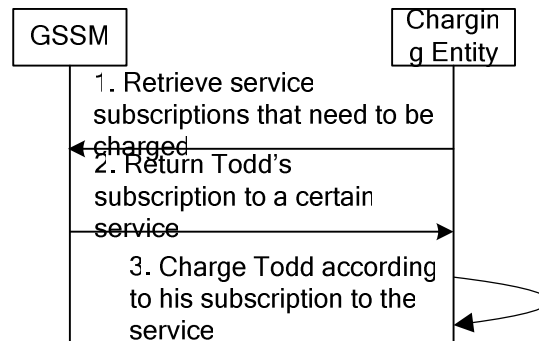 GSSM
Chargin
g Entity
1. Retrieve service
subscriptions that need to be
charged
2. Return Todd's
subscription to a certain
service
3. Charge Todd according
to his subscription to the
service